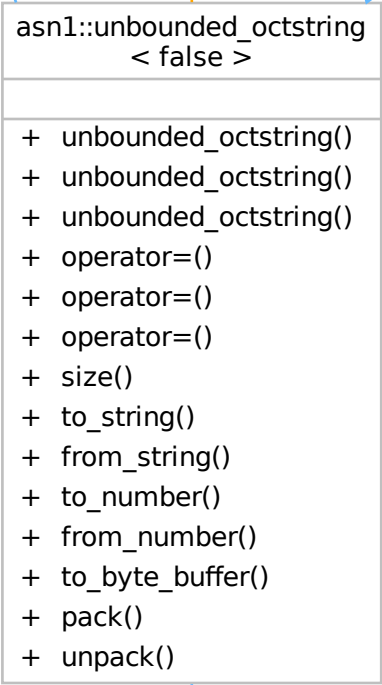 asn1::unbounded_octstring
< false >
+ unbounded_octstring()
+ unbounded_octstring()
+ unbounded_octstring()
+ operator=()
+ operator=()
+ operator=()
+ size()
+ to_string()
+ from_string()
+ to_number()
+ from_number()
+ to_byte_buffer()
+ pack()
+ unpack()